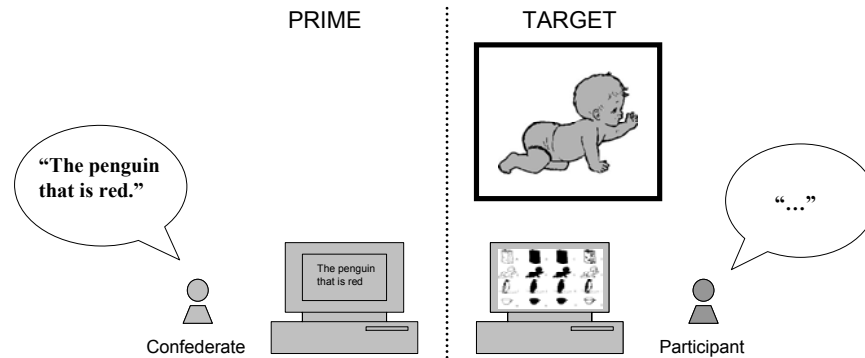 PRIME
TARGET
“The penguin
that is red.”
“…”
The penguin
that is red
Confederate
Participant